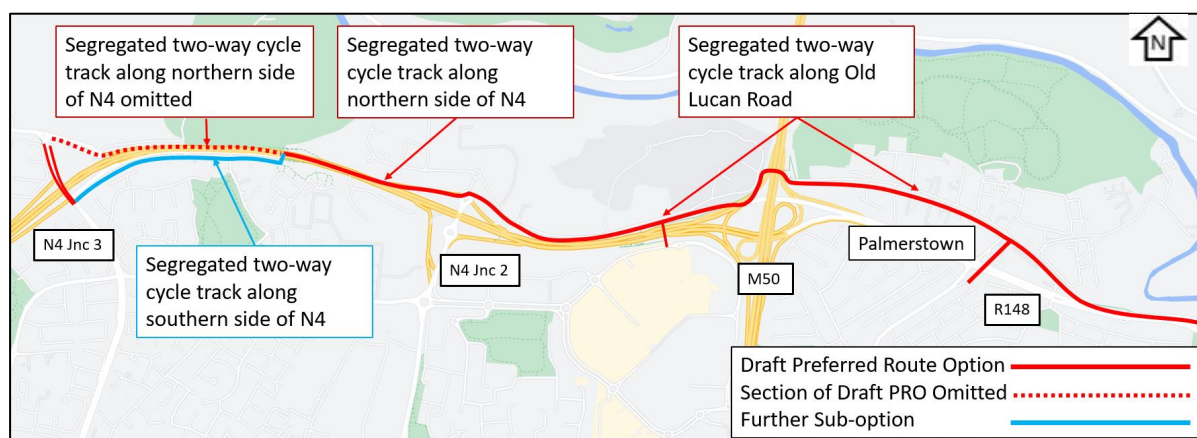 Segregated two-way cycle
track along northern side
of N4 omitted
Segregated two-way
cycle track along
northern side of N4
Segregated two-way
cycle track along Old
Lucan Road
N
N4 Jnc 3
Segregated two-way
cycle track along
southern side of N4
N4 Jnc 2
M50
Palmerstown
R148
Draft Preferred Route Option
Section of Draft PRO Omitted
Further Sub-option